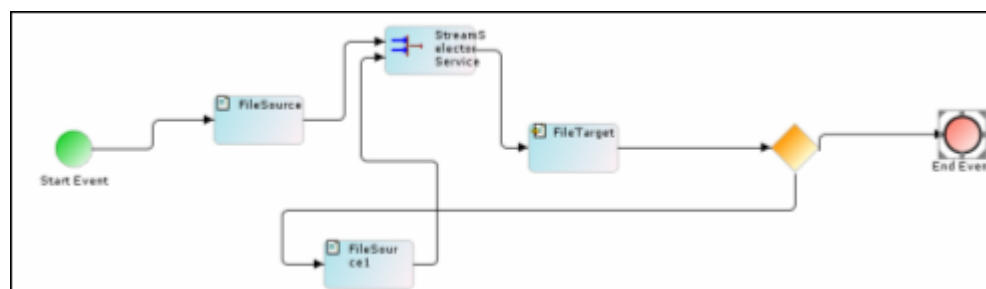 StreamS
elector
Service
FileSource
FileTarget
Start Event
End Even
FileSour
ce1